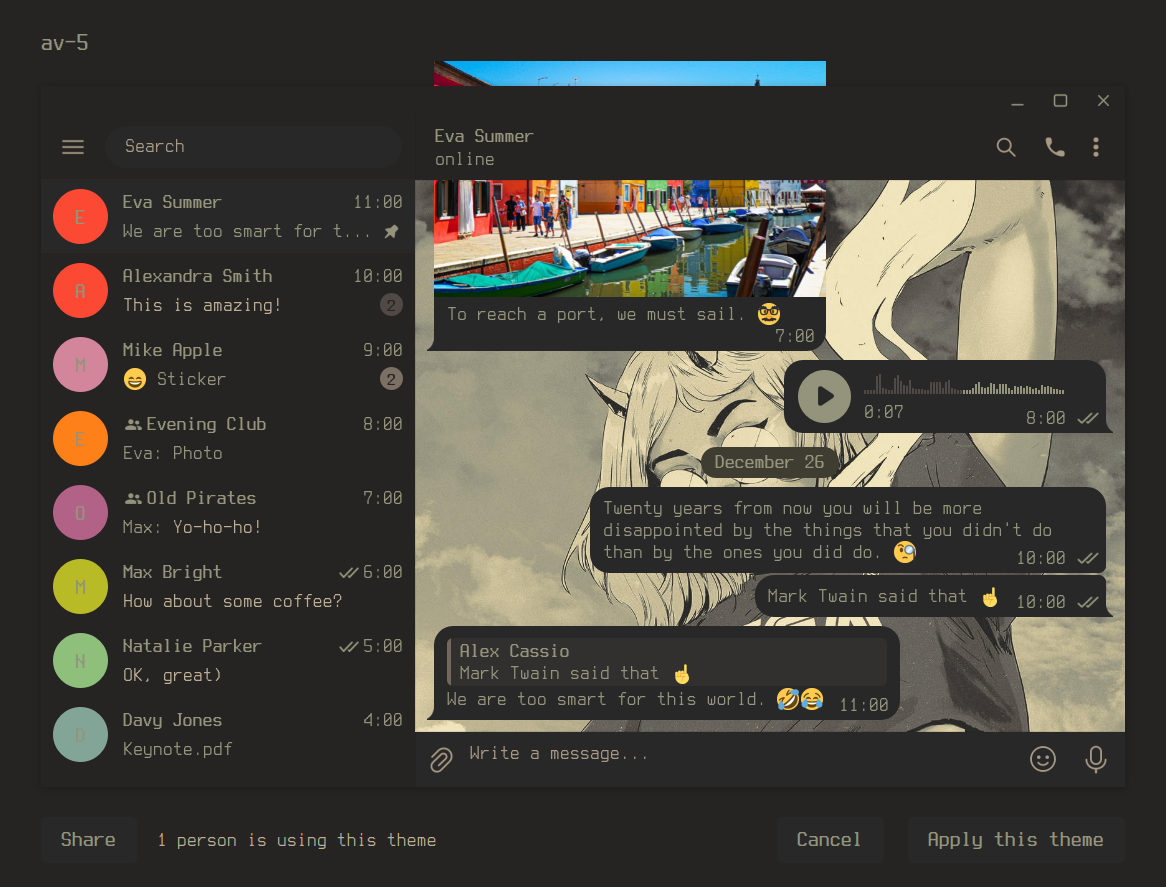 av-5
Search
Eva Summer
online
E
Eva Summer 11:00
We are too smart for t...
A
Alexandra Smith 10:00
This is amazing! 2
M
Mike Apple 9:00
😄 Sticker 2
E
Evening Club 8:00
Eva: Photo
O
Old Pirates 7:00
Max: Yo-ho-ho!
M
Max Bright 6:00
How about some coffee?
N
Natalie Parker 5:00
OK, great)
D
Davy Jones 4:00
Keynote.pdf
To reach a port, we must sail. 🥸
7:00
0:07 8:00
December 26
Twenty years from now you will be more
disappointed by the things that you didn't do
than by the ones you did do. 🧐 10:00
Mark Twain said that ☝ 10:00
Alex Cassio
Mark Twain said that ☝
We are too smart for this world. 🤣😂 11:00
Write a message...
Share
1 person is using this theme
Cancel
Apply this theme